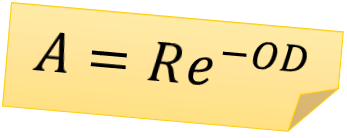 A = Re^{-OD}